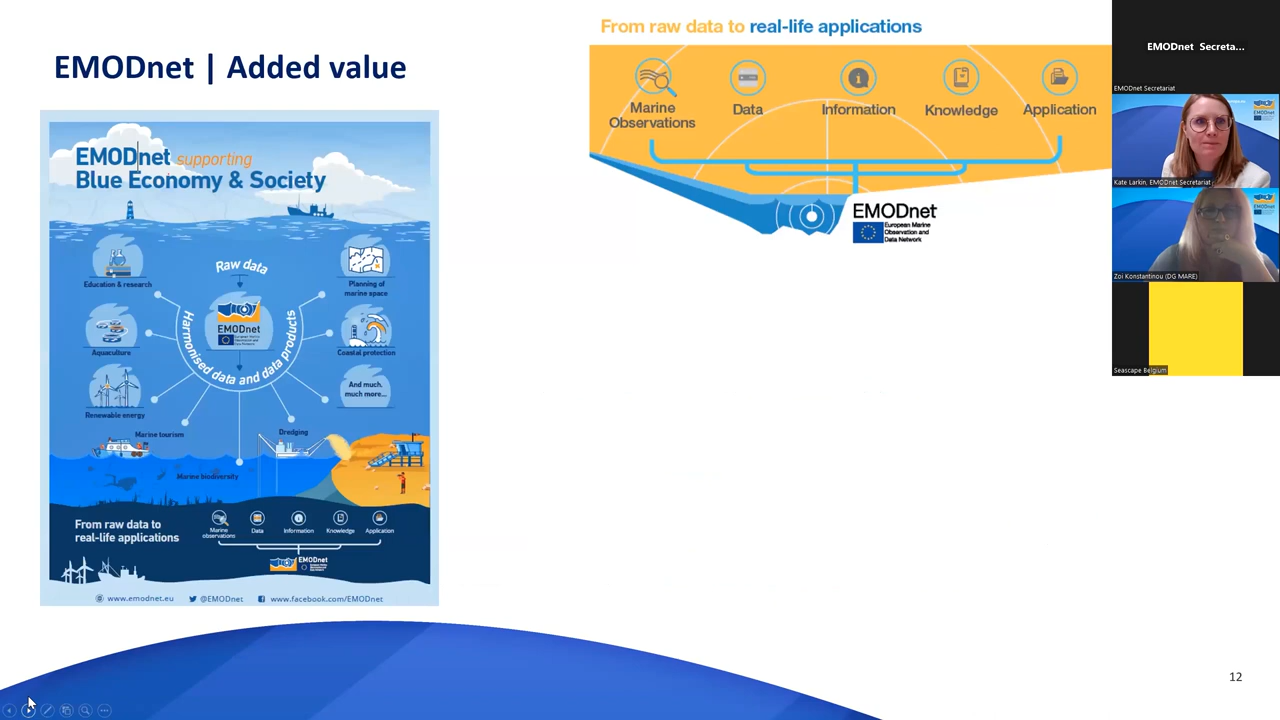 EMODnet | Added value
EMODnet supporting
Blue Economy & Society
Raw data
Education & research
Planning of
marine space
EMODnet
Harmonised data and data products
Aquaculture
Coastal protection
Renewable energy
And much,
much more...
Marine tourism
Dredging
Marine biodiversity
From raw data to
real-life applications
Marine
observations
Data
Information
Knowledge
Application
EMODnet
www.emodnet.eu
@EMODnet
www.facebook.com/EMODnet
From raw data to real-life applications
Marine
Observations
Data
Information
Knowledge
Application
EMODnet
European Marine
Observation and
Data Network
EMODnet Secreta...
EMODnet Secretariat
Kate Larkin, EMODnet Secretariat
Zoi Konstantinou (DG MARE)
Seascape Belgium
12